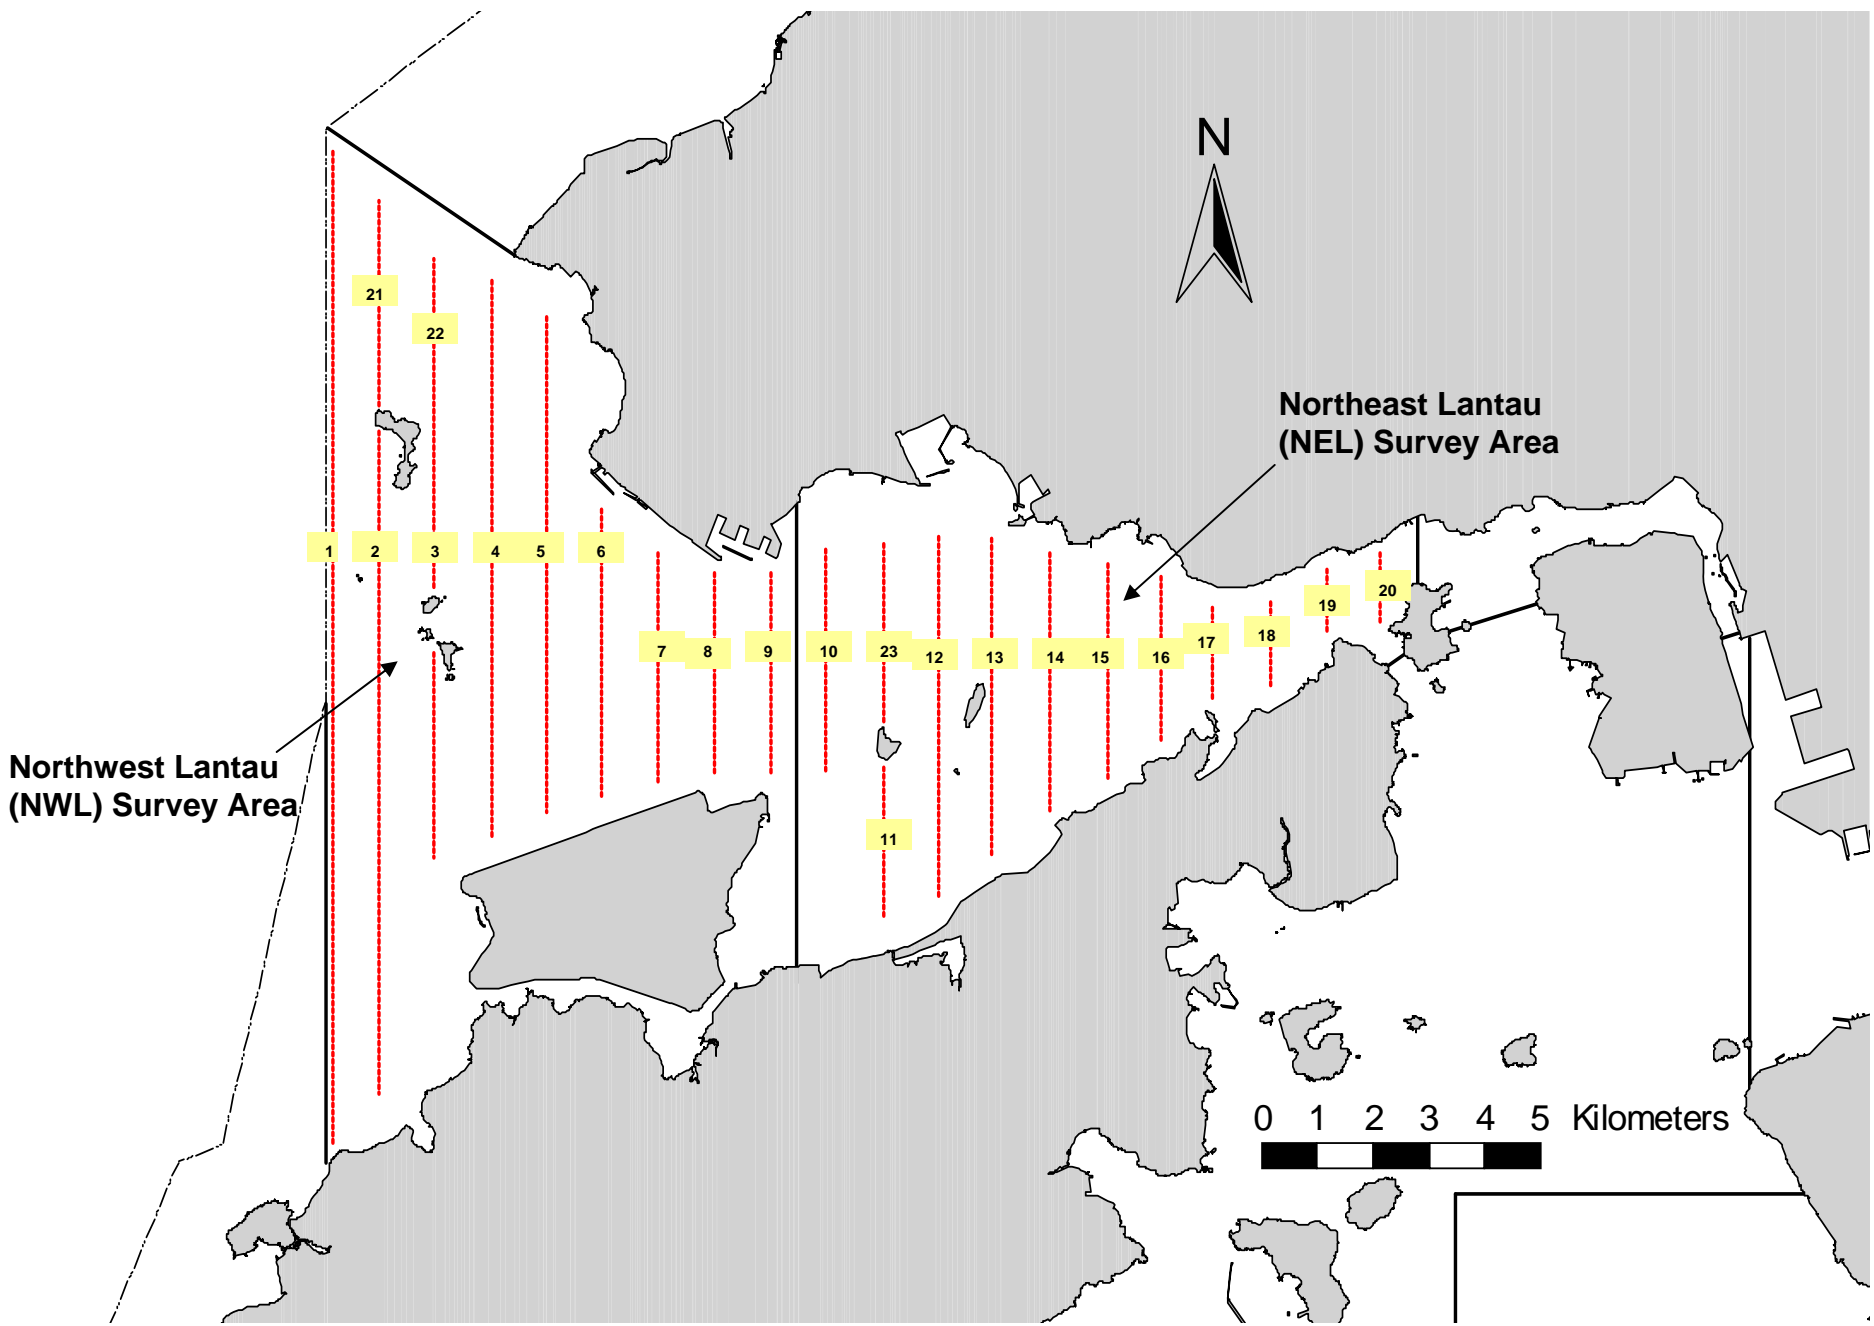 N
21
22
Northeast Lantau
(NEL) Survey Area
1 2 3 4 5 6
19 20
7 8 9 10 23 12 13 14 15 16 17 18
Northwest Lantau
(NWL) Survey Area
11
0 1 2 3 4 5 Kilometers